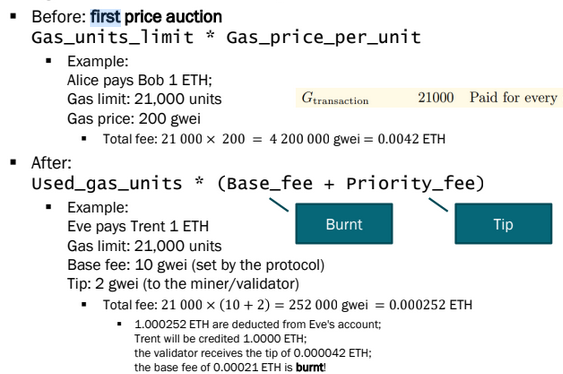 ▪ Before: first price auction
Gas_units_limit * Gas_price_per_unit
▪ Example:
Alice pays Bob 1 ETH;
Gas limit: 21,000 units
Gas price: 200 gwei
G_transaction 21000 Paid for every
▪ Total fee: 21 000 × 200 = 4 200 000 gwei = 0.0042 ETH
▪ After:
Used_gas_units * (Base_fee + Priority_fee)
▪ Example:
Eve pays Trent 1 ETH
Gas limit: 21,000 units
Base fee: 10 gwei (set by the protocol)
Tip: 2 gwei (to the miner/validator)
Burnt
Tip
▪ Total fee: 21 000 × (10 + 2) = 252 000 gwei = 0.000252 ETH
▪ 1.000252 ETH are deducted from Eve's account;
Trent will be credited 1.0000 ETH;
the validator receives the tip of 0.000042 ETH;
the base fee of 0.00021 ETH is burnt!